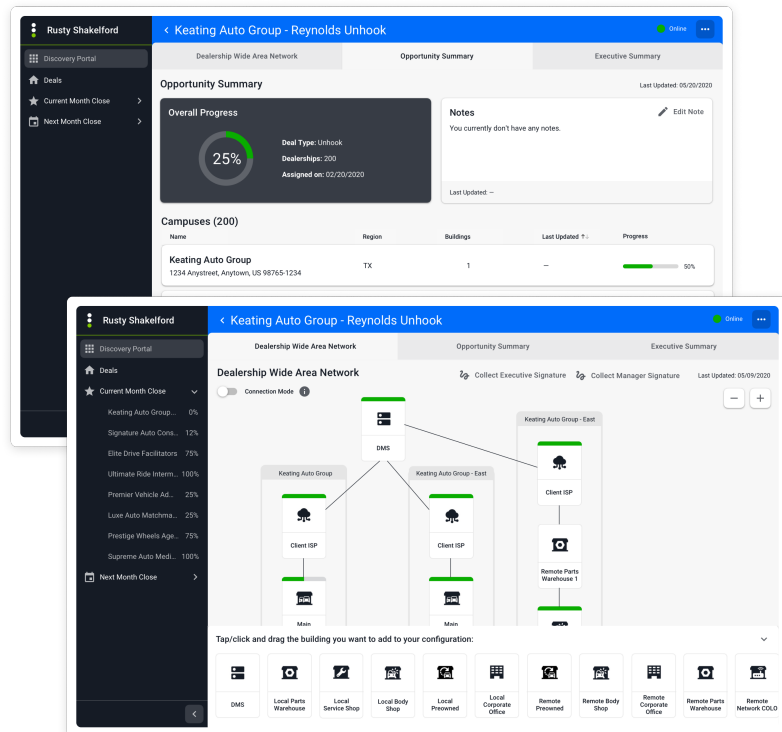 Rusty Shakelford
Keating Auto Group - Reynolds Unhook
Online
Discovery Portal
Deals
Current Month Close
Next Month Close
Dealership Wide Area Network
Opportunity Summary
Executive Summary
Opportunity Summary
Last Updated: 05/20/2020
Overall Progress
25%
Deal Type: Unhook
Dealerships: 200
Assigned on: 02/20/2020
Notes
Edit Note
You currently don't have any notes.
Last Updated: –
Campuses (200)
Name Region Buildings Last Updated ↑↓ Progress
Keating Auto Group
1234 Anystreet, Anytown, US 98765-1234
TX
1
–
50%
Rusty Shakelford
Keating Auto Group - Reynolds Unhook
Online
Discovery Portal
Deals
Current Month Close
Keating Auto Group... 0%
Signature Auto Cons... 12%
Elite Drive Facilitators 75%
Ultimate Ride Interm... 100%
Premier Vehicle Ad... 25%
Luxe Auto Matchma... 25%
Prestige Wheels Age... 75%
Supreme Auto Medi... 100%
Next Month Close
Dealership Wide Area Network
Opportunity Summary
Executive Summary
Dealership Wide Area Network
Collect Executive Signature
Collect Manager Signature
Last Updated: 05/09/2020
Connection Mode
DMS
Keating Auto Group
Client ISP
Main
Keating Auto Group - East
Client ISP
Main
Keating Auto Group - East
Client ISP
Remote Parts
Warehouse 1
Tap/click and drag the building you want to add to your configuration:
DMS
Local Parts
Warehouse
Local
Service Shop
Local Body
Shop
Local
Preowned
Local
Corporate
Office
Remote
Preowned
Remote Body
Shop
Remote
Corporate
Office
Remote Parts
Warehouse
Remote
Network COLO